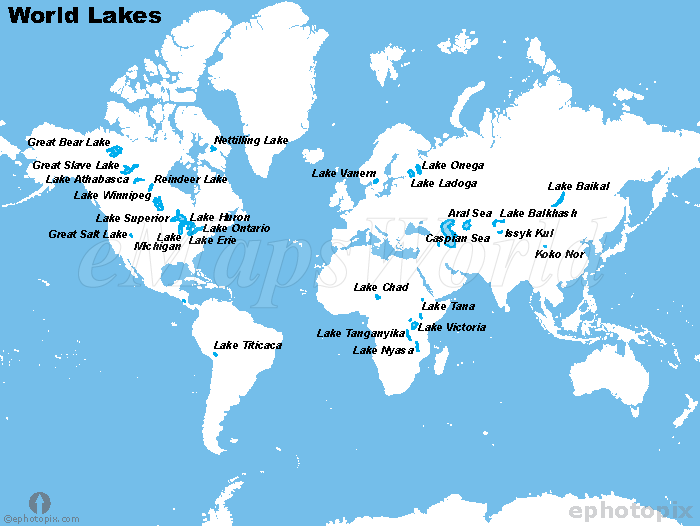 World Lakes
Great Bear Lake
Nettilling Lake
Great Slave Lake
Lake Athabasca
Reindeer Lake
Lake Winnipeg
Lake Superior
Lake Huron
Lake Ontario
Great Salt Lake
Lake
Michigan
Lake Erie
Lake Vanern
Lake Onega
Lake Ladoga
Lake Baikal
Aral Sea
Lake Balkhash
Issyk Kul
Caspian Sea
Koko Nor
eMapsWorld
Lake Chad
Lake Tana
Lake Victoria
Lake Tanganyika
Lake Nyasa
Lake Titicaca
©ephotopix.com
ephotopix